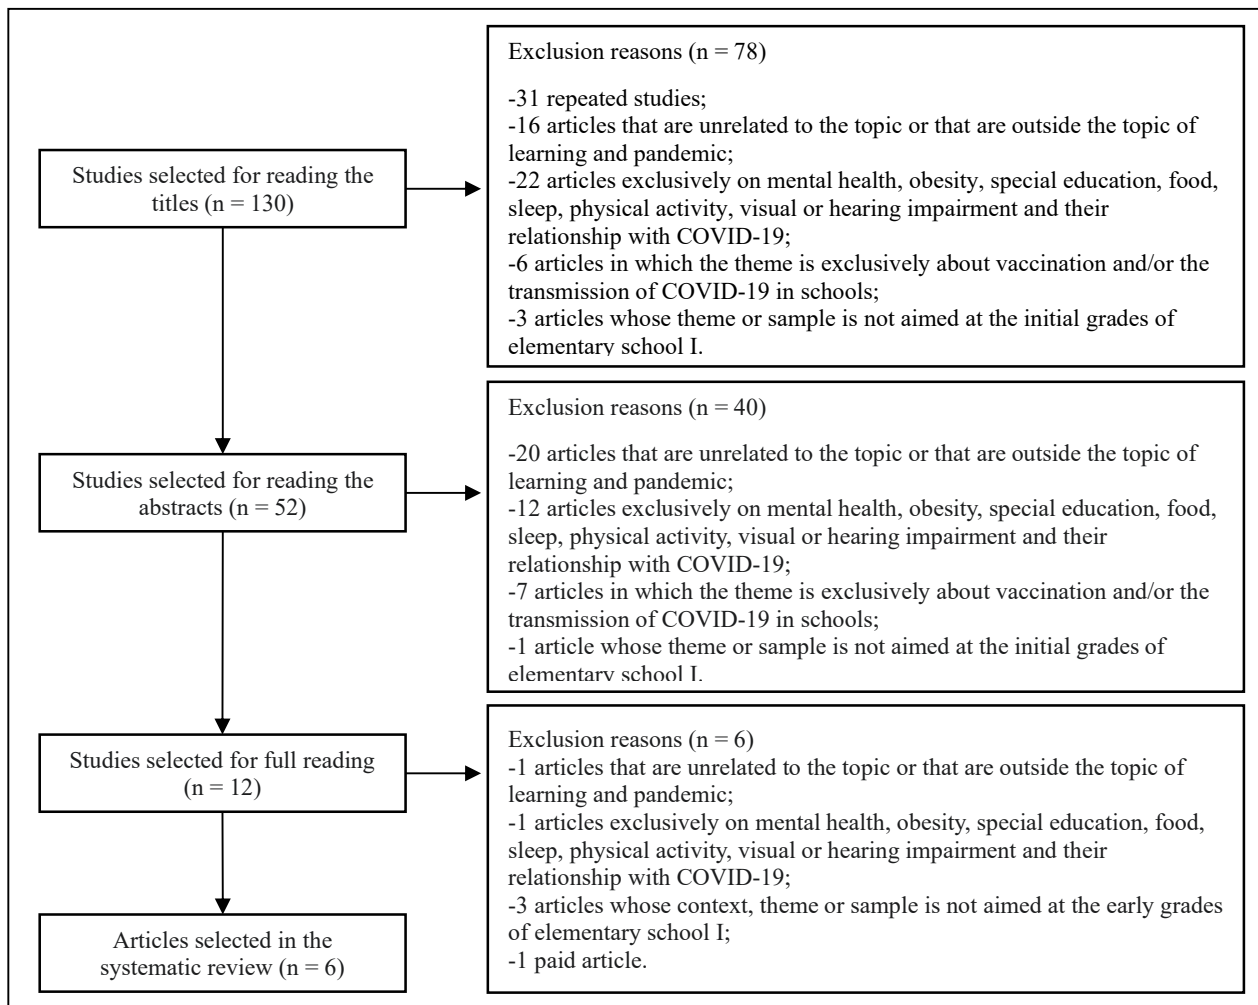 Exclusion reasons (n = 78)
-31 repeated studies;
-16 articles that are unrelated to the topic or that are outside the topic of
learning and pandemic;
-22 articles exclusively on mental health, obesity, special education, food,
sleep, physical activity, visual or hearing impairment and their
relationship with COVID-19;
-6 articles in which the theme is exclusively about vaccination and/or the
transmission of COVID-19 in schools;
-3 articles whose theme or sample is not aimed at the initial grades of
elementary school I.
Studies selected for reading the
titles (n = 130)
Exclusion reasons (n = 40)
-20 articles that are unrelated to the topic or that are outside the topic of
learning and pandemic;
-12 articles exclusively on mental health, obesity, special education, food,
sleep, physical activity, visual or hearing impairment and their
relationship with COVID-19;
-7 articles in which the theme is exclusively about vaccination and/or the
transmission of COVID-19 in schools;
-1 article whose theme or sample is not aimed at the initial grades of
elementary school I.
Studies selected for reading the
abstracts (n = 52)
Exclusion reasons (n = 6)
-1 articles that are unrelated to the topic or that are outside the topic of
learning and pandemic;
-1 articles exclusively on mental health, obesity, special education, food,
sleep, physical activity, visual or hearing impairment and their
relationship with COVID-19;
-3 articles whose context, theme or sample is not aimed at the early grades
of elementary school I;
-1 paid article.
Studies selected for full reading
(n = 12)
Articles selected in the
systematic review (n = 6)